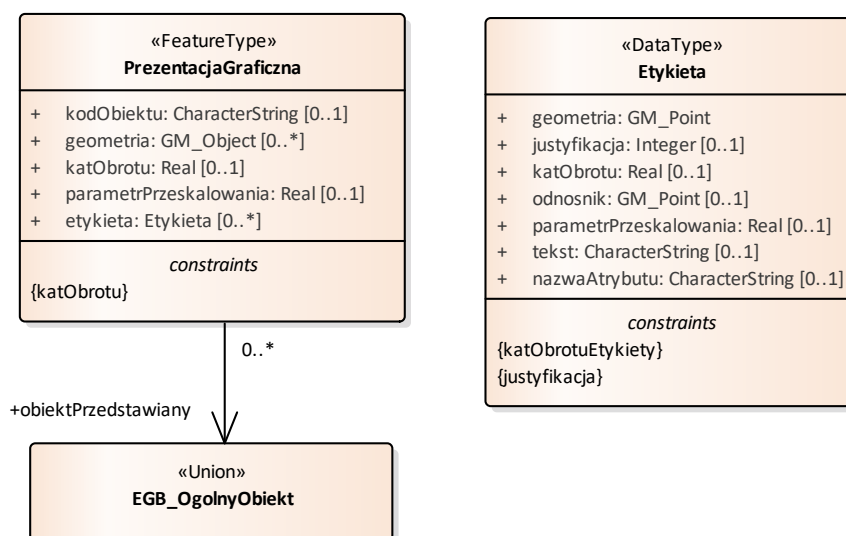 «FeatureType»
PrezentacjaGraficzna
+ kodObiektu: CharacterString [0..1]
+ geometria: GM_Object [0..*]
+ katObrotu: Real [0..1]
+ parametrPrzeskalowania: Real [0..1]
+ etykieta: Etykieta [0..*]
constraints
{katObrotu}
«DataType»
Etykieta
+ geometria: GM_Point
+ justyfikacja: Integer [0..1]
+ katObrotu: Real [0..1]
+ odnosnik: GM_Point [0..1]
+ parametrPrzeskalowania: Real [0..1]
+ tekst: CharacterString [0..1]
+ nazwaAtrybutu: CharacterString [0..1]
constraints
{katObrotuEtykiety}
{justyfikacja}
0..*
+obiektPrzedstawiany
«Union»
EGB_OgolnyObiekt